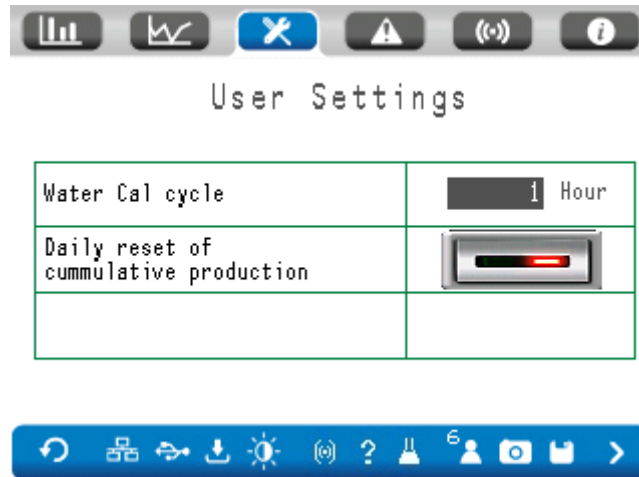 User Settings
Water Cal cycle
1 Hour
Daily reset of
cummulative production
6